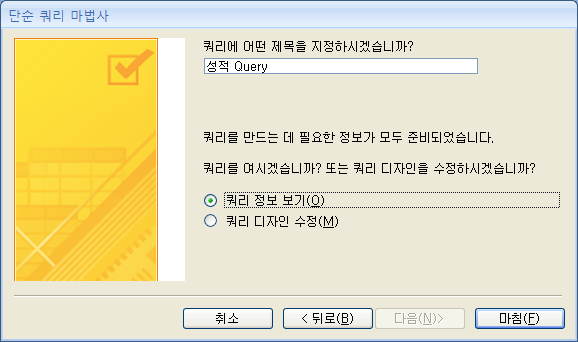 단순 쿼리 마법사
쿼리에 어떤 제목을 지정하시겠습니까?
성적 Query
쿼리를 만드는 데 필요한 정보가 모두 준비되었습니다.
쿼리를 여시겠습니까? 또는 쿼리 디자인을 수정하시겠습니까?
쿼리 정보 보기(O)
쿼리 디자인 수정(M)
취소
< 뒤로(B)
다음(N)>
마침(F)